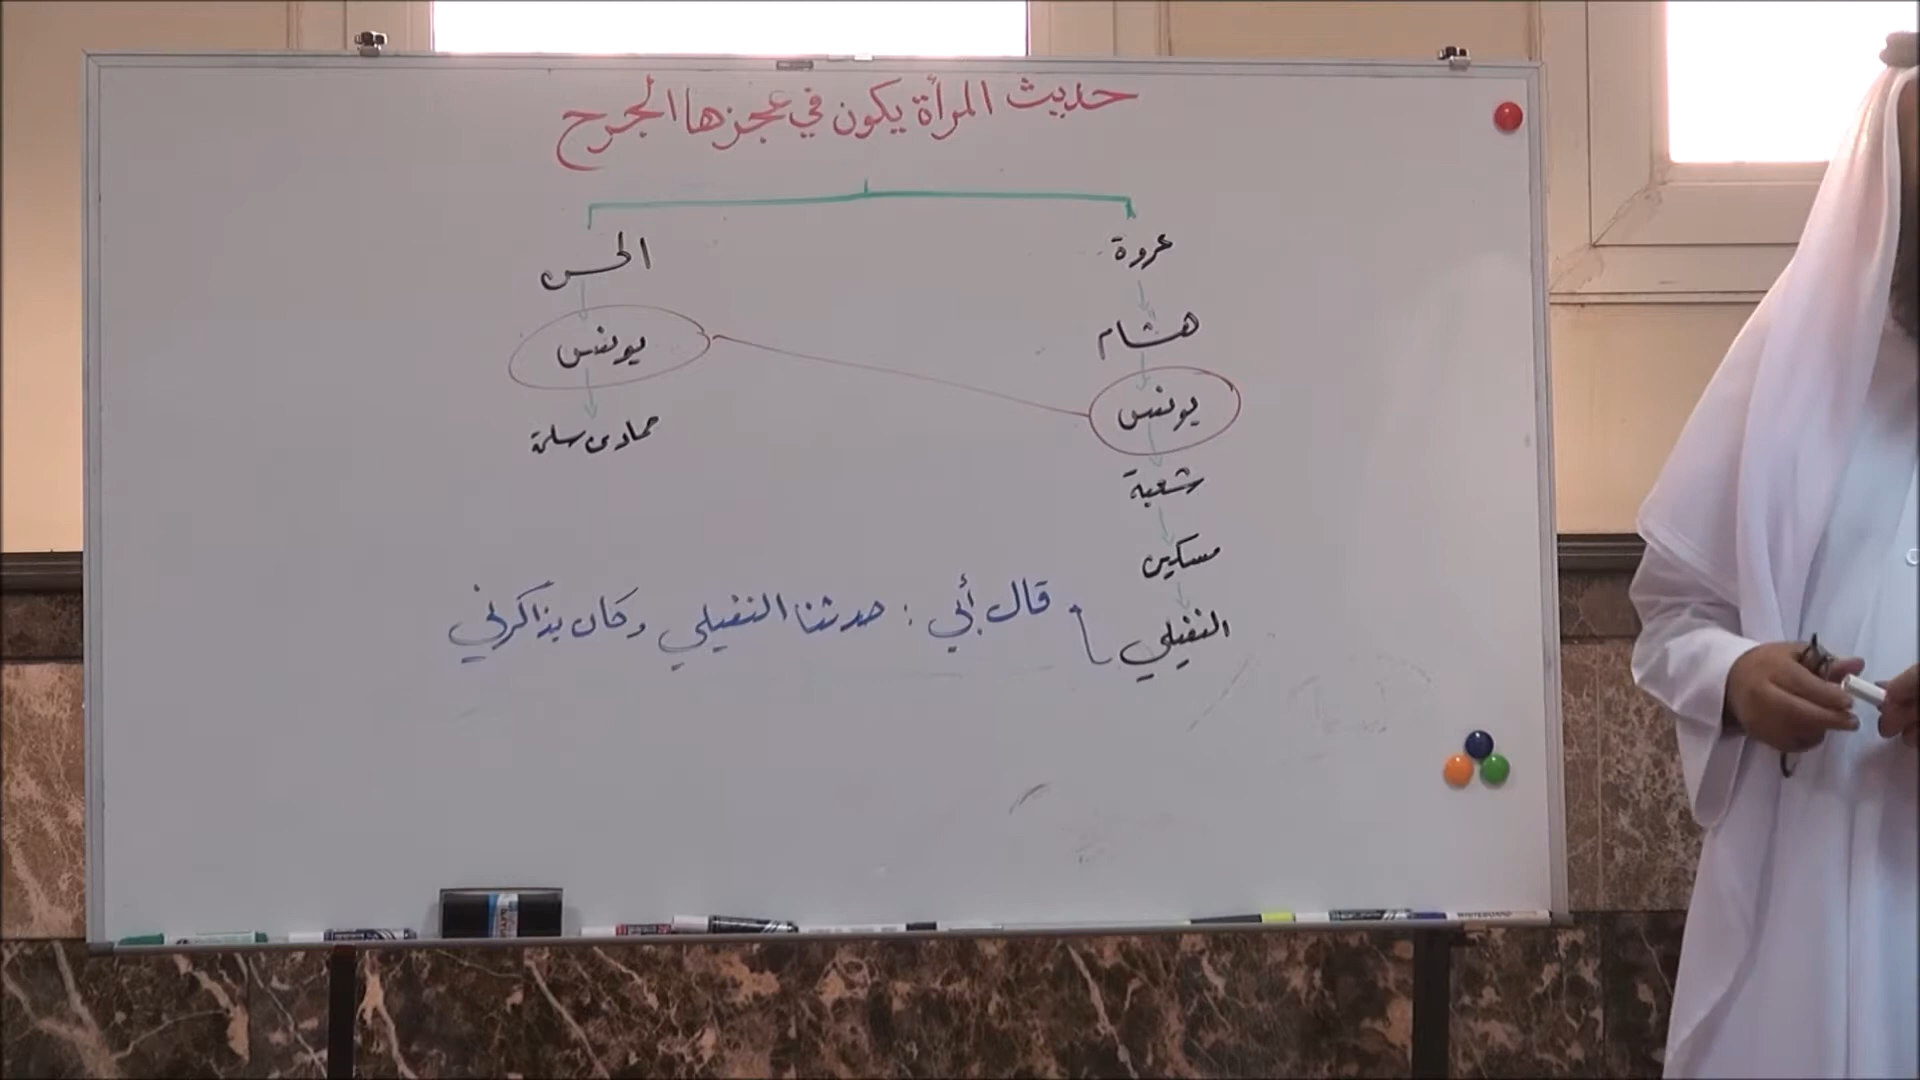 حديث المرأة يكون في عجزها الجرح
عروة
الحسن
هشام
يونس
يونس
حماد بن سلمة
شعبة
مسكين
النفيلي
قال أبي : حدثنا النفيلي وكان يذاكرني